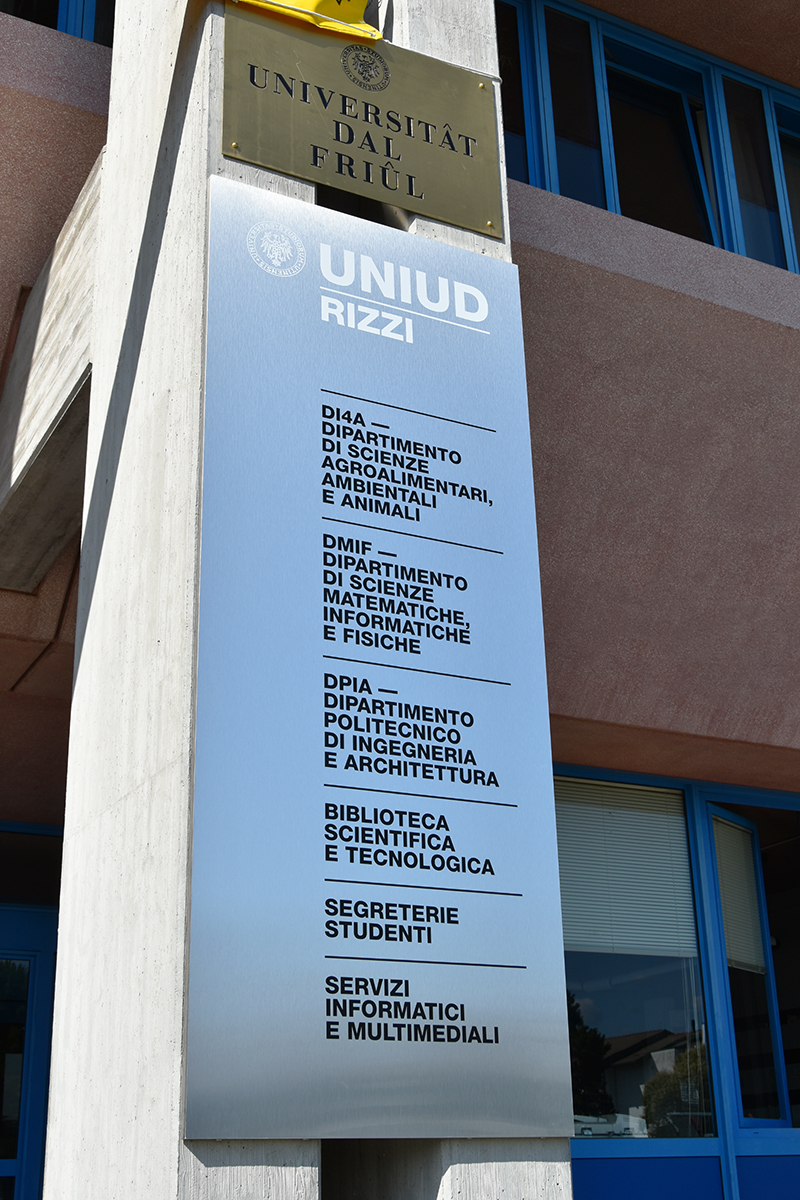 UNIVERSITÂT
DAL
FRIÛL
UNIUD
RIZZI
DI4A —
DIPARTIMENTO
DI SCIENZE
AGROALIMENTARI,
AMBIENTALI
E ANIMALI
DMIF —
DIPARTIMENTO
DI SCIENZE
MATEMATICHE,
INFORMATICHE
E FISICHE
DPIA —
DIPARTIMENTO
POLITECNICO
DI INGEGNERIA
E ARCHITETTURA
BIBLIOTECA
SCIENTIFICA
E TECNOLOGICA
SEGRETERIE
STUDENTI
SERVIZI
INFORMATICI
E MULTIMEDIALI